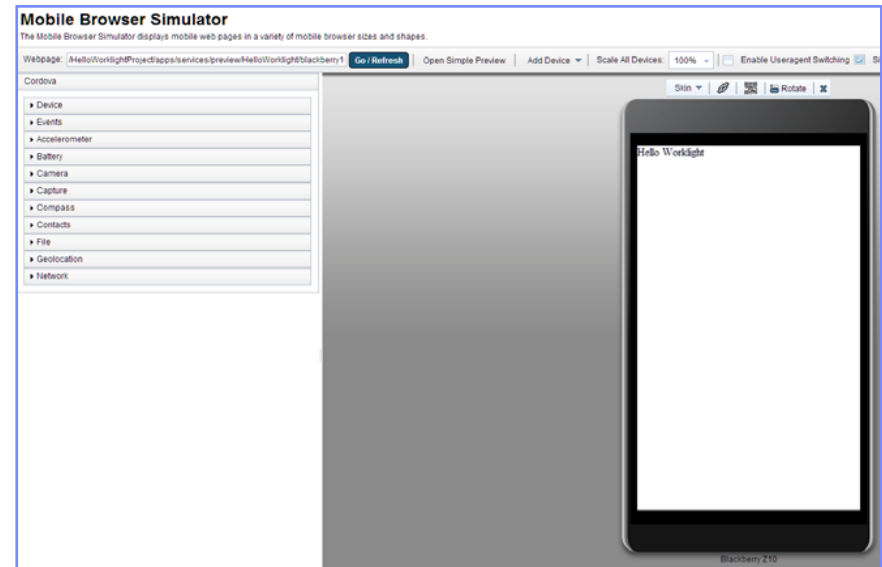 Mobile Browser Simulator
The Mobile Browser Simulator displays mobile web pages in a variety of mobile browser sizes and shapes.
Webpage: /HelloWorklightProject/apps/services/preview/HelloWorklight/blackberry1 Go / Refresh Open Simple Preview Add Device Scale All Devices: 100% Enable Useragent Switching
Cordova
Skin Rotate
Device
Events
Accelerometer
Battery
Camera
Capture
Compass
Contacts
File
Geolocation
Network
Hello Worklight
Blackberry Z10